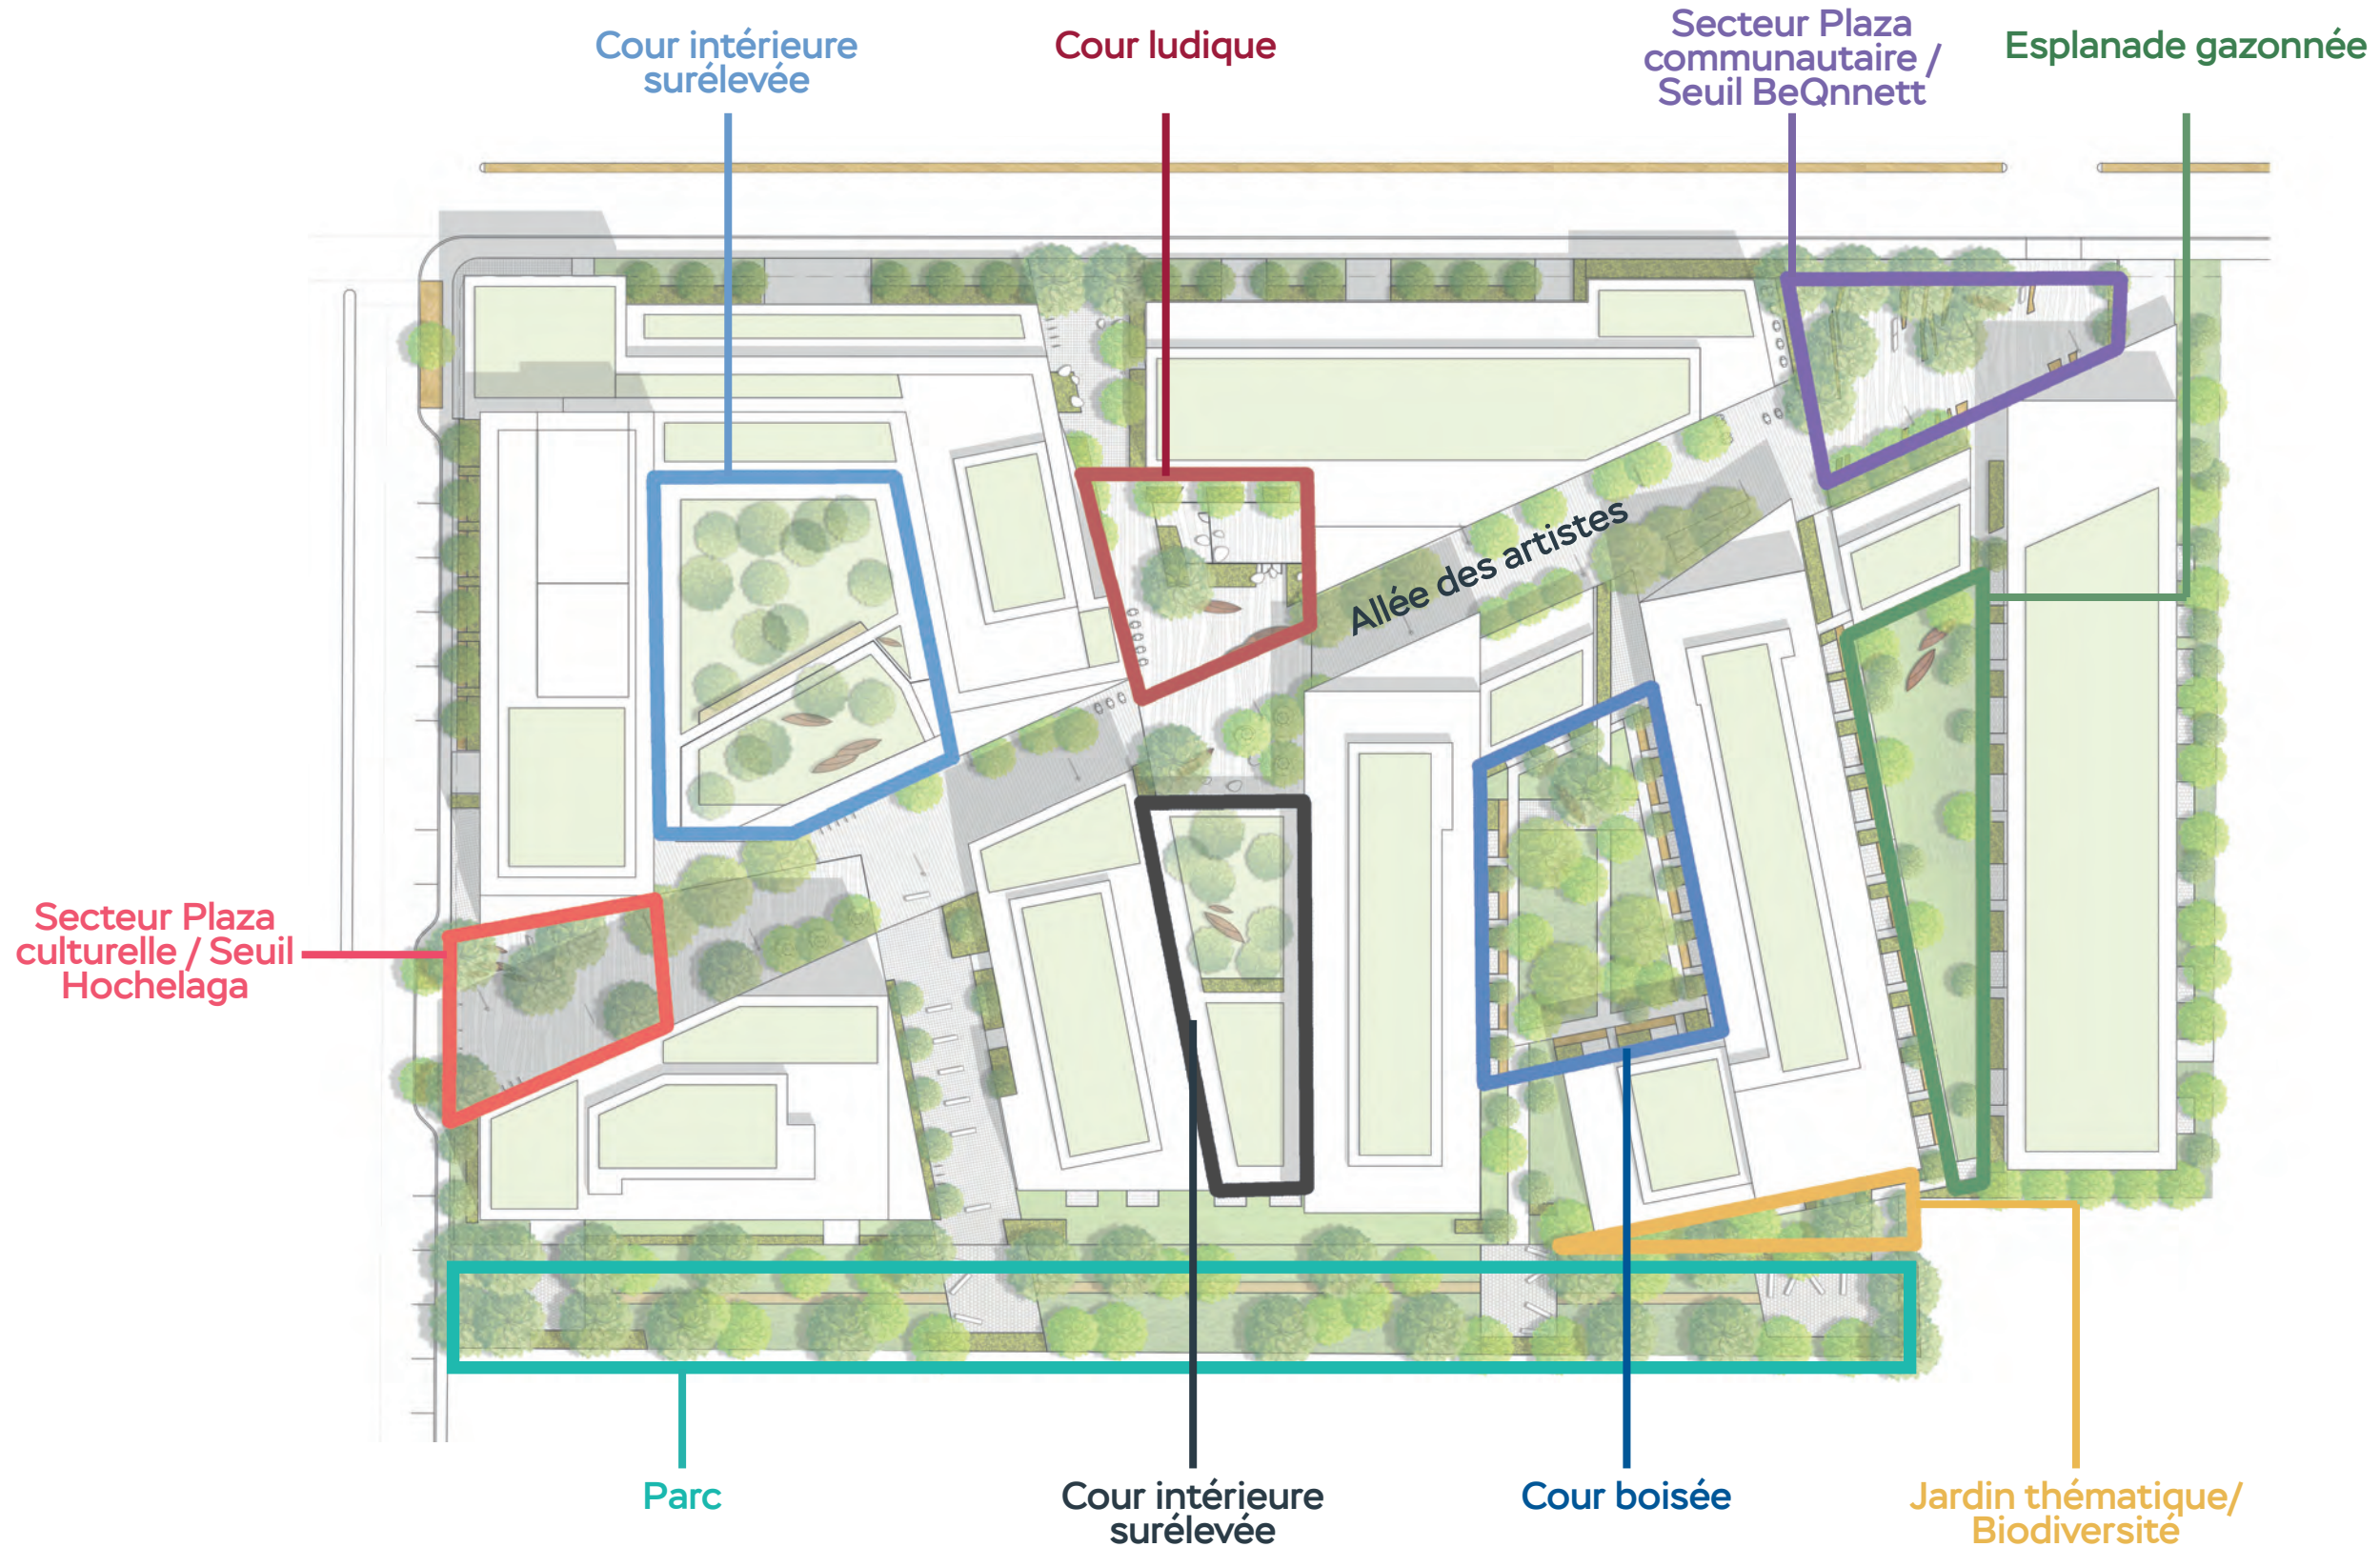 Cour intérieure
surélevée
Cour ludique
Secteur Plaza
communautaire /
Seuil BeQnnett
Esplanade gazonnée
Allée des artistes
Secteur Plaza
culturelle / Seuil
Hochelaga
Parc
Cour intérieure
surélevée
Cour boisée
Jardin thématique/
Biodiversité